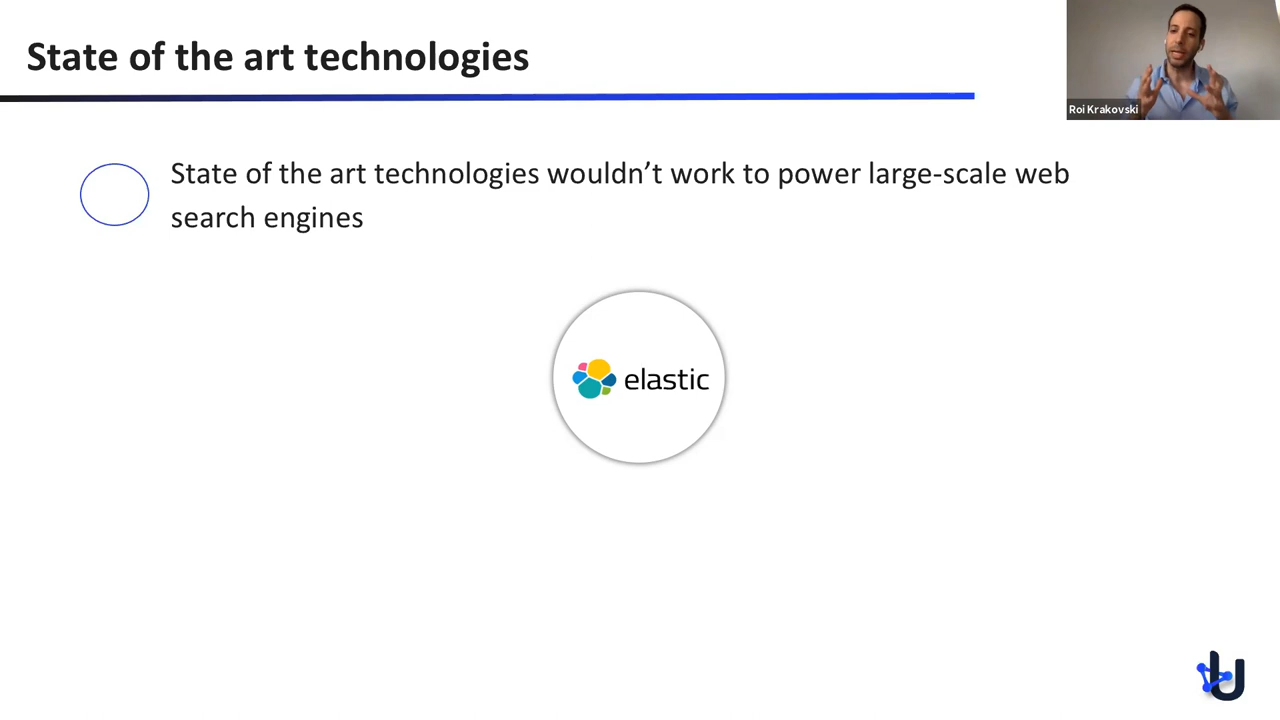 State of the art technologies
Roi Krakovski
State of the art technologies wouldn’t work to power large-scale web
search engines
elastic